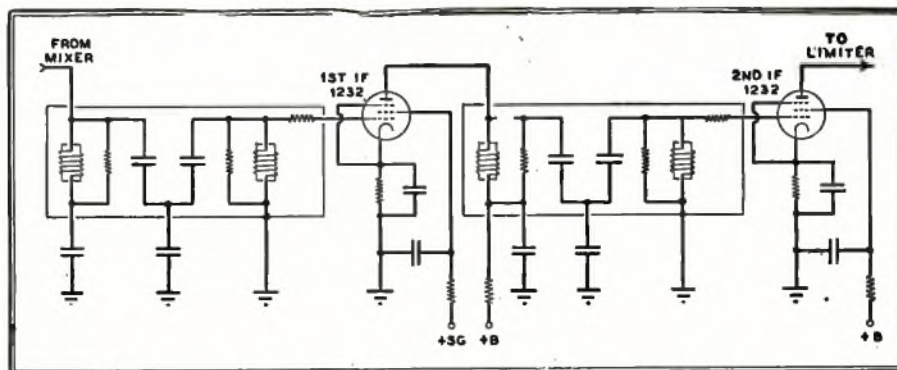 FROM
MIXER
1ST IF
1232
2ND IF
1232
TO
LIMITER
+SG
+B
+B